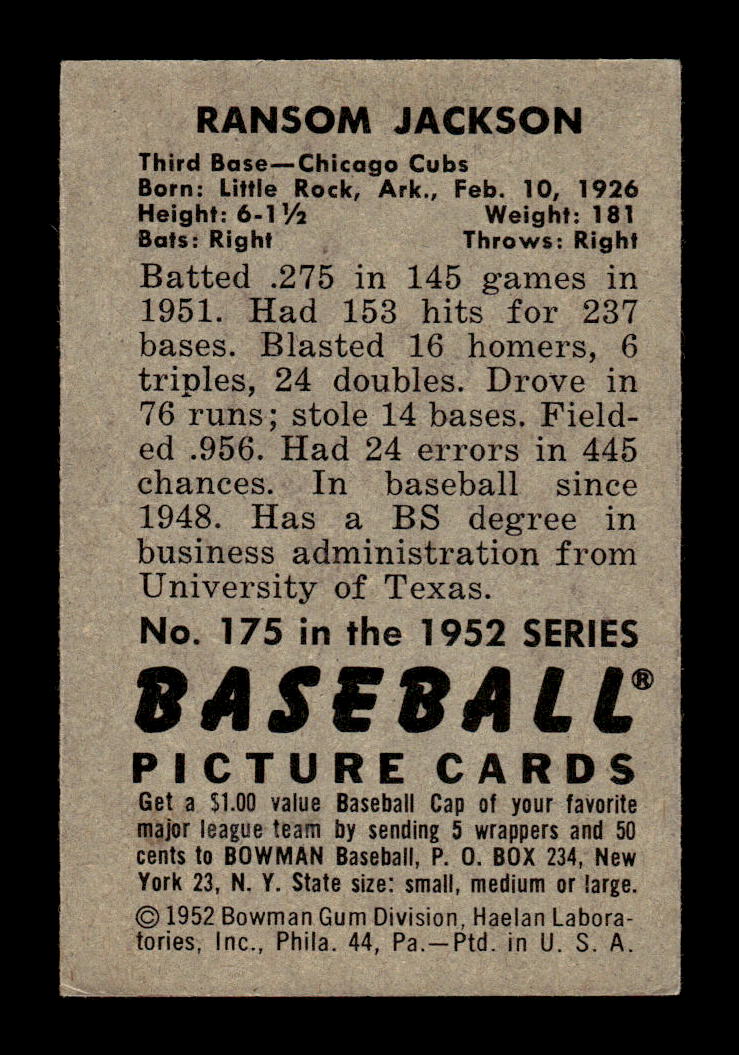 RANSOM JACKSON
Third Base—Chicago Cubs
Born: Little Rock, Ark., Feb. 10, 1926
Height: 6-1½ Weight: 181
Bats: Right Throws: Right
Batted .275 in 145 games in
1951. Had 153 hits for 237
bases. Blasted 16 homers, 6
triples, 24 doubles. Drove in
76 runs; stole 14 bases. Field-
ed .956. Had 24 errors in 445
chances. In baseball since
1948. Has a BS degree in
business administration from
University of Texas.
No. 175 in the 1952 SERIES
BASEBALL®
PICTURE CARDS
Get a $1.00 value Baseball Cap of your favorite
major league team by sending 5 wrappers and 50
cents to BOWMAN Baseball, P. O. BOX 234, New
York 23, N. Y. State size: small, medium or large.
© 1952 Bowman Gum Division, Haelan Labora-
tories, Inc., Phila. 44, Pa.—Ptd. in U. S. A.